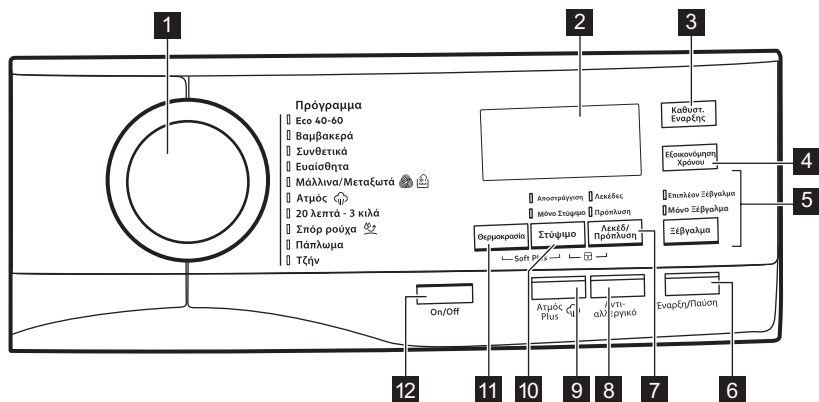 1
2
3
Πρόγραμμα
Eco 40-60
Βαμβακερά
Συνθετικά
Ευαίσθητα
Μάλλινα/Μεταξωτά
Ατμός
20 λεπτά - 3 κιλά
Σπόρ ρούχα
Πάπλωμα
Τζήν
Καθυστ.
Εναρξης
Εξοικονόμηση
Χρόνου
4
5
Αποστράγγιση
Λεκέδες
Μόνο Στύψιμο
Πρόπλυση
Επιπλέον Ξέβγαλμα
Μόνο Ξέβγαλμα
Θερμοκρασία
Στύψιμο
Λεκέδ/
Πρόπλυση
Ξέβγαλμα
Soft Plus
On/Off
Ατμός
Plus
Αντι-
αλλεργικό
Έναρξη/Παύση
12
11
10
9
8
7
6